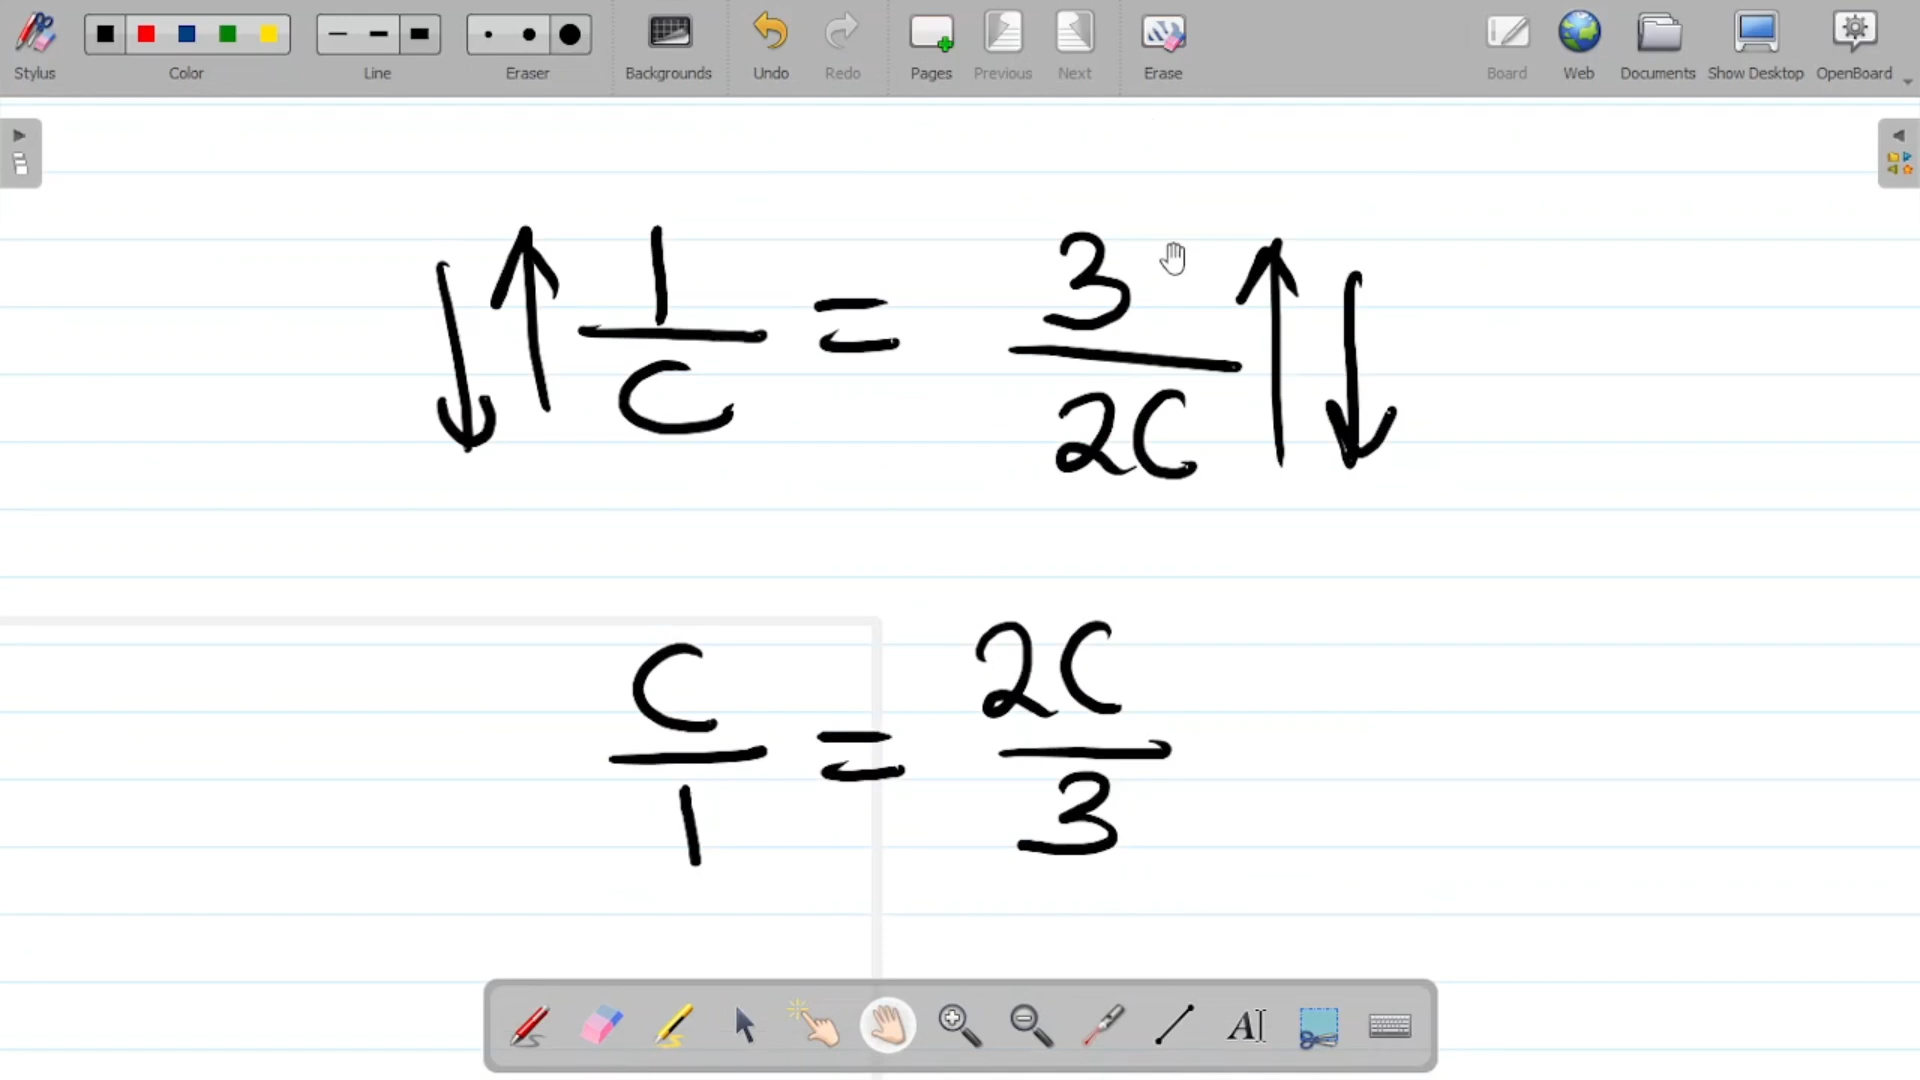 Stylus Color Line Eraser Backgrounds Undo Redo Pages Previous Next Erase Board Web Documents Show Desktop OpenBoard
1/C = 3/2C
C/1 = 2C/3
AI